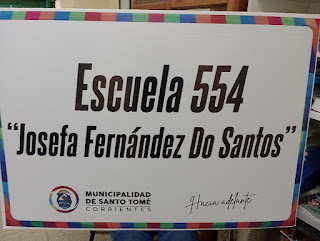 Escuela 554
“Josefa Fernández Do Santos”
MUNICIPALIDAD
DE SANTO TOMÉ
CORRIENTES
Hacia adelante